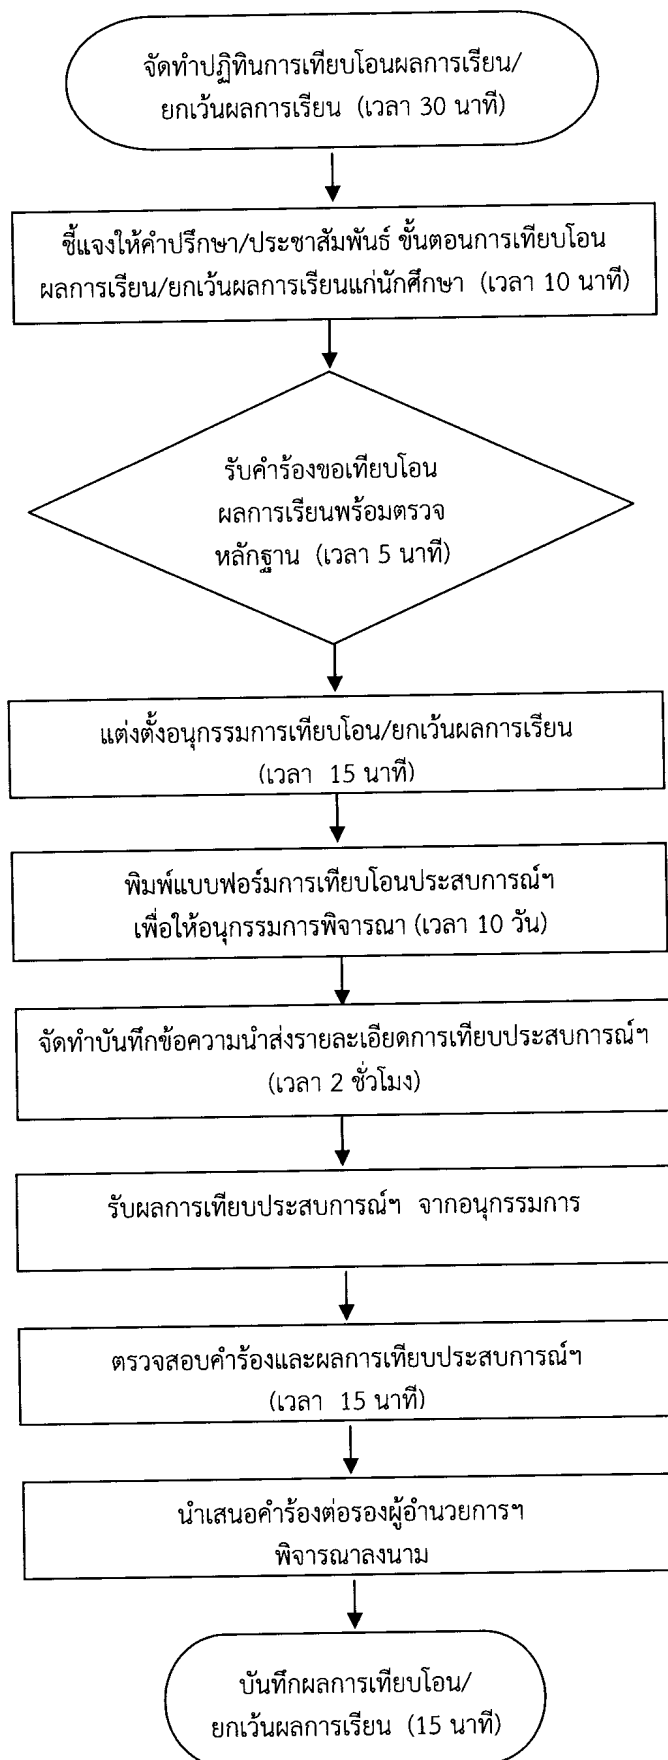 จัดทำปฏิทินการเทียบโอนผลการเรียน/
ยกเว้นผลการเรียน (เวลา 30 นาที)
ชี้แจงให้คำปรึกษา/ประชาสัมพันธ์ ขั้นตอนการเทียบโอน
ผลการเรียน/ยกเว้นผลการเรียนแก่นักศึกษา (เวลา 10 นาที)
รับคำร้องขอเทียบโอน
ผลการเรียนพร้อมตรวจ
หลักฐาน (เวลา 5 นาที)
แต่งตั้งอนุกรรมการเทียบโอน/ยกเว้นผลการเรียน
(เวลา 15 นาที)
พิมพ์แบบฟอร์มการเทียบโอนประสบการณ์ฯ
เพื่อให้อนุกรรมการพิจารณา (เวลา 10 วัน)
จัดทำบันทึกข้อความนำส่งรายละเอียดการเทียบประสบการณ์ฯ
(เวลา 2 ชั่วโมง)
รับผลการเทียบประสบการณ์ฯ จากอนุกรรมการ
ตรวจสอบคำร้องและผลการเทียบประสบการณ์ฯ
(เวลา 15 นาที)
นำเสนอคำร้องต่อรองผู้อำนวยการฯ
พิจารณาลงนาม
บันทึกผลการเทียบโอน/
ยกเว้นผลการเรียน (15 นาที)